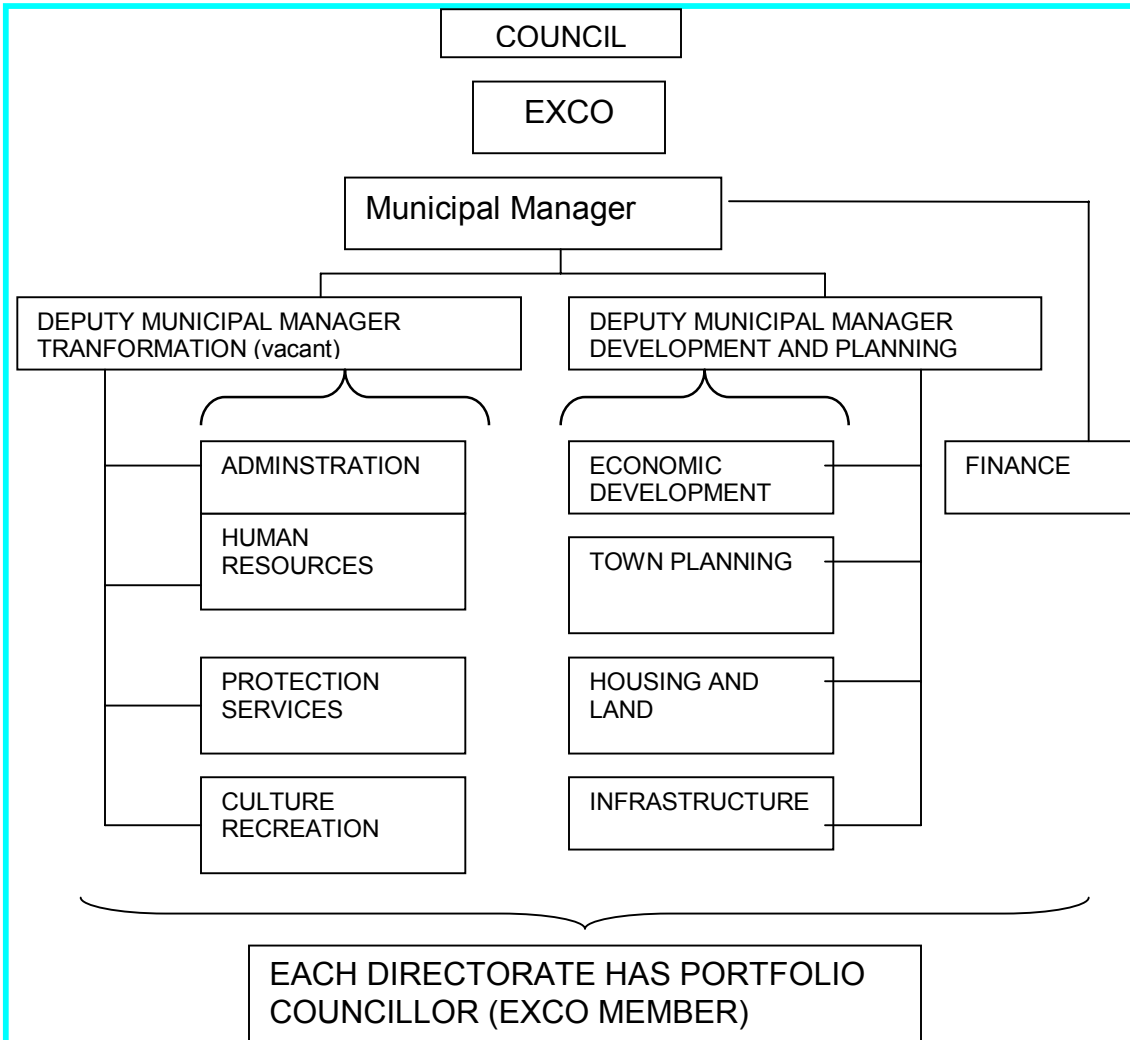 COUNCIL
EXCO
Municipal Manager
DEPUTY MUNICIPAL MANAGER
TRANFORMATION (vacant)
DEPUTY MUNICIPAL MANAGER
DEVELOPMENT AND PLANNING
ADMINSTRATION
HUMAN
RESOURCES
PROTECTION
SERVICES
CULTURE
RECREATION
ECONOMIC
DEVELOPMENT
TOWN PLANNING
HOUSING AND
LAND
INFRASTRUCTURE
FINANCE
EACH DIRECTORATE HAS PORTFOLIO
COUNCILLOR (EXCO MEMBER)